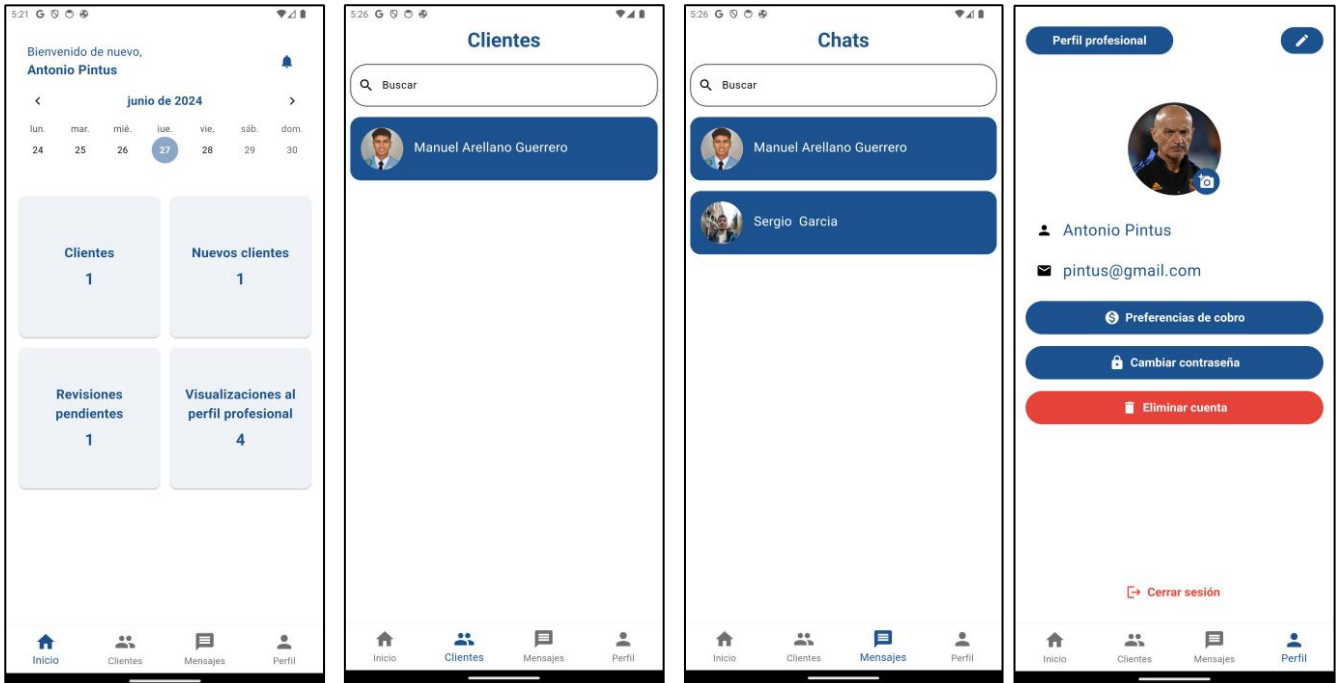 5:21 G
Bienvenido de nuevo,
Antonio Pintus
junio de 2024
lun. mar. mié. jue. vie. sáb. dom.
24 25 26 27 28 29 30
Clientes
1
Nuevos clientes
1
Revisiones
pendientes
1
Visualizaciones al
perfil profesional
4
Inicio Clientes Mensajes Perfil
5:26 G
Clientes
Buscar
Manuel Arellano Guerrero
Inicio Clientes Mensajes Perfil
5:26 G
Chats
Buscar
Manuel Arellano Guerrero
Sergio Garcia
Inicio Clientes Mensajes Perfil
Perfil profesional
Antonio Pintus
pintus@gmail.com
Preferencias de cobro
Cambiar contraseña
Eliminar cuenta
Cerrar sesión
Inicio Clientes Mensajes Perfil